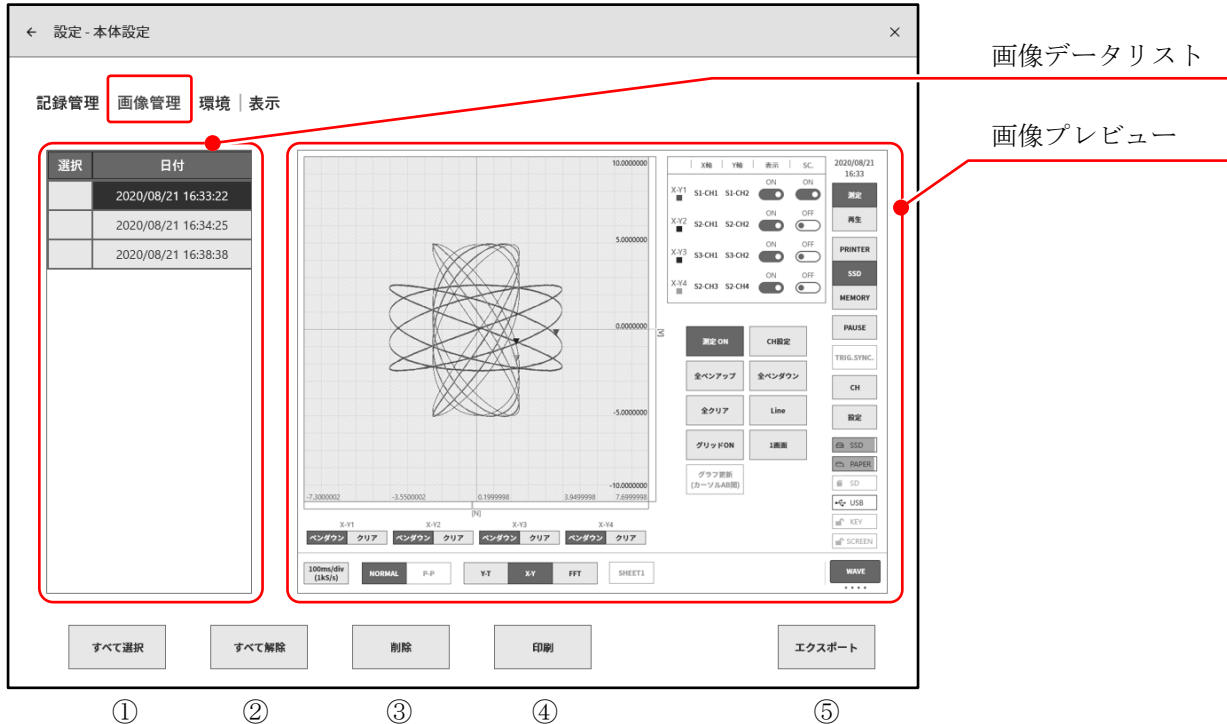 ← 設定 - 本体設定 ×
画像データリスト
画像プレビュー
記録管理 画像管理 環境 | 表示
選択 日付
2020/08/21 16:33:22
2020/08/21 16:34:25
2020/08/21 16:38:38
10.0000000
5.0000000
0.0000000
-5.0000000
-10.0000000
[V]
-7.3000002 -3.5500002 0.1999998 3.9499998 7.6999998
[N]
X-Y1 X-Y2 X-Y3 X-Y4
ペンダウン クリア ペンダウン クリア ペンダウン クリア ペンダウン クリア
100ms/div
(1kS/s)
NORMAL P-P Y-T X-Y FFT SHEET1
X軸 Y軸 表示 SC.
ON ON
X-Y1 S1-CH1 S1-CH2
ON OFF
X-Y2 S2-CH1 S2-CH2
ON OFF
X-Y3 S3-CH1 S3-CH2
ON OFF
X-Y4 S2-CH3 S2-CH4
測定 ON CH設定
全ペンアップ 全ペンダウン
全クリア Line
グリッドON 1画面
グラフ更新
(カーソルAB間)
2020/08/21
16:33
測定
再生
PRINTER
SSD
MEMORY
PAUSE
TRIG.SYNC.
CH
設定
SSD
PAPER
SD
USB
KEY
SCREEN
WAVE
すべて選択 すべて解除 削除 印刷 エクスポート
① ② ③ ④ ⑤